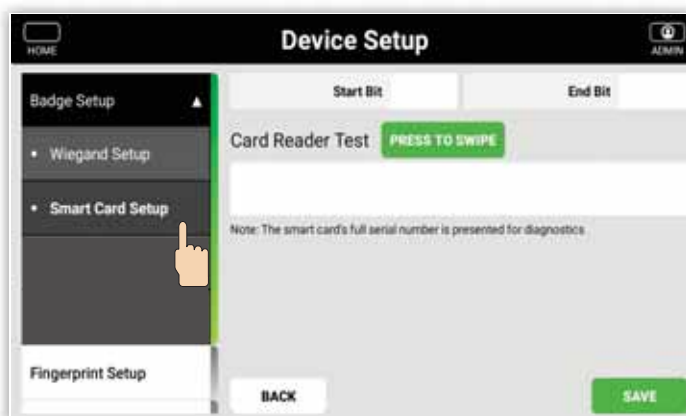 Device Setup
HOME
ADMIN
Badge Setup
• Wiegand Setup
• Smart Card Setup
Fingerprint Setup
Start Bit
End Bit
Card Reader Test
PRESS TO SWIPE
Note: The smart card's full serial number is presented for diagnostics
BACK
SAVE